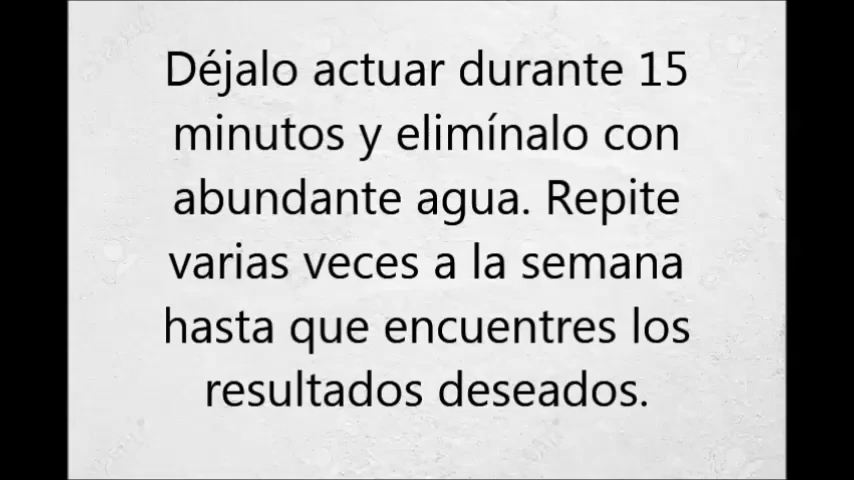 Déjalo actuar durante 15
minutos y elimínalo con
abundante agua. Repite
varias veces a la semana
hasta que encuentres los
resultados deseados.